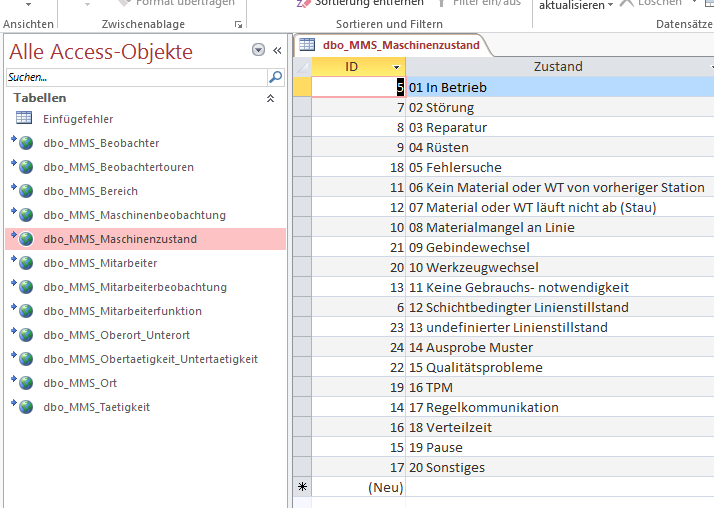 Format übertragen
Sortierung entfernen
Filter ein/aus
aktualisieren
Löschen
Ansichten
Zwischenablage
Sortieren und Filtern
Datensätze
Alle Access-Objekte
Suchen...
Tabellen
Einfügefehler
dbo_MMS_Beobachter
dbo_MMS_Beobachtertouren
dbo_MMS_Bereich
dbo_MMS_Maschinenbeobachtung
dbo_MMS_Maschinenzustand
dbo_MMS_Mitarbeiter
dbo_MMS_Mitarbeiterbeobachtung
dbo_MMS_Mitarbeiterfunktion
dbo_MMS_Oberort_Unterort
dbo_MMS_Obertaetigkeit_Untertaetigkeit
dbo_MMS_Ort
dbo_MMS_Taetigkeit
dbo_MMS_Maschinenzustand
ID Zustand
5 01 In Betrieb
7 02 Störung
8 03 Reparatur
9 04 Rüsten
18 05 Fehlersuche
11 06 Kein Material oder WT von vorheriger Station
12 07 Material oder WT läuft nicht ab (Stau)
10 08 Materialmangel an Linie
21 09 Gebindewechsel
20 10 Werkzeugwechsel
13 11 Keine Gebrauchs- notwendigkeit
6 12 Schichtbedingter Linienstillstand
23 13 undefinierter Linienstillstand
24 14 Ausprobe Muster
22 15 Qualitätsprobleme
19 16 TPM
14 17 Regelkommunikation
16 18 Verteilzeit
15 19 Pause
17 20 Sonstiges
(Neu)